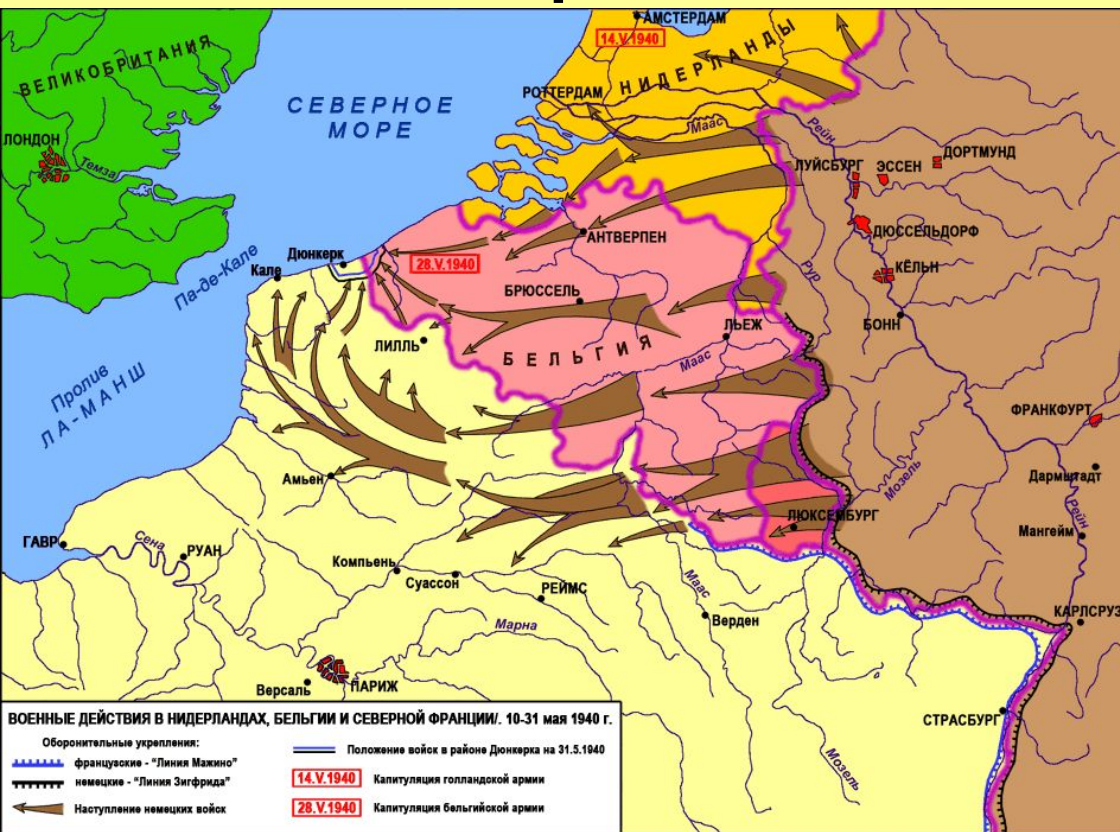 АМСТЕРДАМ
14.V.1940
ВЕЛИКОБРИТАНИЯ
НИДЕРЛАНДЫ
РОТТЕРДАМ
СЕВЕРНОЕ
МОРЕ
Маас
Рейн
ЛОНДОН
Темза
ЛУЙСБУРГ
ЭССЕН
ДОРТМУНД
АНТВЕРПЕН
ДЮССЕЛЬДОРФ
Дюнкерк
28.V.1940
Кале
Па-де-Кале
Рур
КЁЛЬН
БРЮССЕЛЬ
БОНН
ЛЬЕЖ
ЛИЛЛЬ
БЕЛЬГИЯ
Маас
Пролив
ЛА-МАНШ
ФРАНКФУРТ
Мозель
Дармштадт
Амьен
Рейн
ЛЮКСЕМБУРГ
Мангейм
ГАВР
Сена
РУАН
Компьень
Суассон
РЕЙМС
Маас
Верден
КАРЛСРУЭ
Марна
Версаль
ПАРИЖ
СТРАСБУРГ
Мозель
ВОЕННЫЕ ДЕЙСТВИЯ В НИДЕРЛАНДАХ, БЕЛЬГИИ И СЕВЕРНОЙ ФРАНЦИИ/. 10-31 мая 1940 г.
Оборонительные укрепления:
французские - "Линия Мажино"
немецкие - "Линия Зигфрида"
Наступление немецких войск
Положение войск в районе Дюнкерка на 31.5.1940
14.V.1940 Капитуляция голландской армии
28.V.1940 Капитуляция бельгийской армии